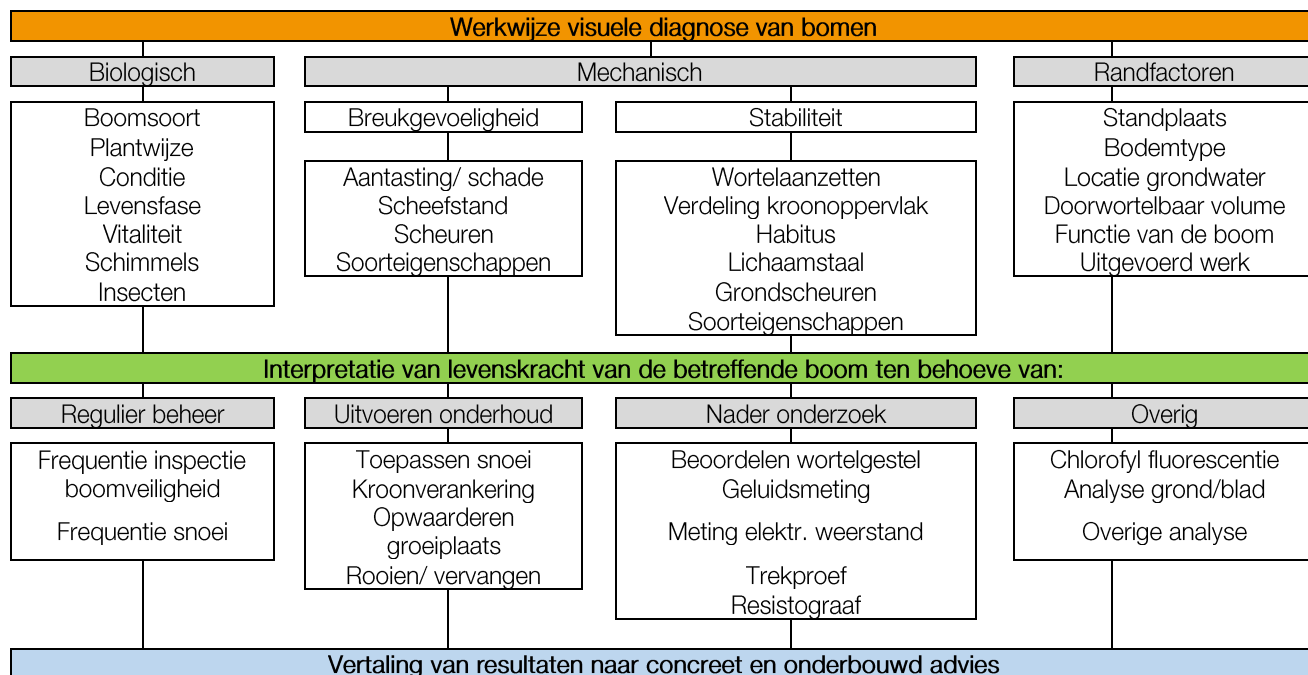 Werkwijze visuele diagnose van bomen
Biologisch
Boomsoort
Plantwijze
Conditie
Levensfase
Vitaliteit
Schimmels
Insecten
Mechanisch
Breukgevoeligheid
Aantasting/ schade
Scheefstand
Scheuren
Soorteigenschappen
Stabiliteit
Wortelaanzetten
Verdeling kroonoppervlak
Habitus
Lichaamstaal
Grondscheuren
Soorteigenschappen
Randfactoren
Standplaats
Bodemtype
Locatie grondwater
Doorwortelbaar volume
Functie van de boom
Uitgevoerd werk
Interpretatie van levenskracht van de betreffende boom ten behoeve van:
Regulier beheer
Frequentie inspectie
boomveiligheid
Frequentie snoei
Uitvoeren onderhoud
Toepassen snoei
Kroonverankering
Opwaarderen
groeiplaats
Rooien/ vervangen
Nader onderzoek
Beoordelen wortelgestel
Geluidsmeting
Meting elektr. weerstand
Trekproef
Resistograaf
Overig
Chlorofyl fluorescentie
Analyse grond/blad
Overige analyse
Vertaling van resultaten naar concreet en onderbouwd advies